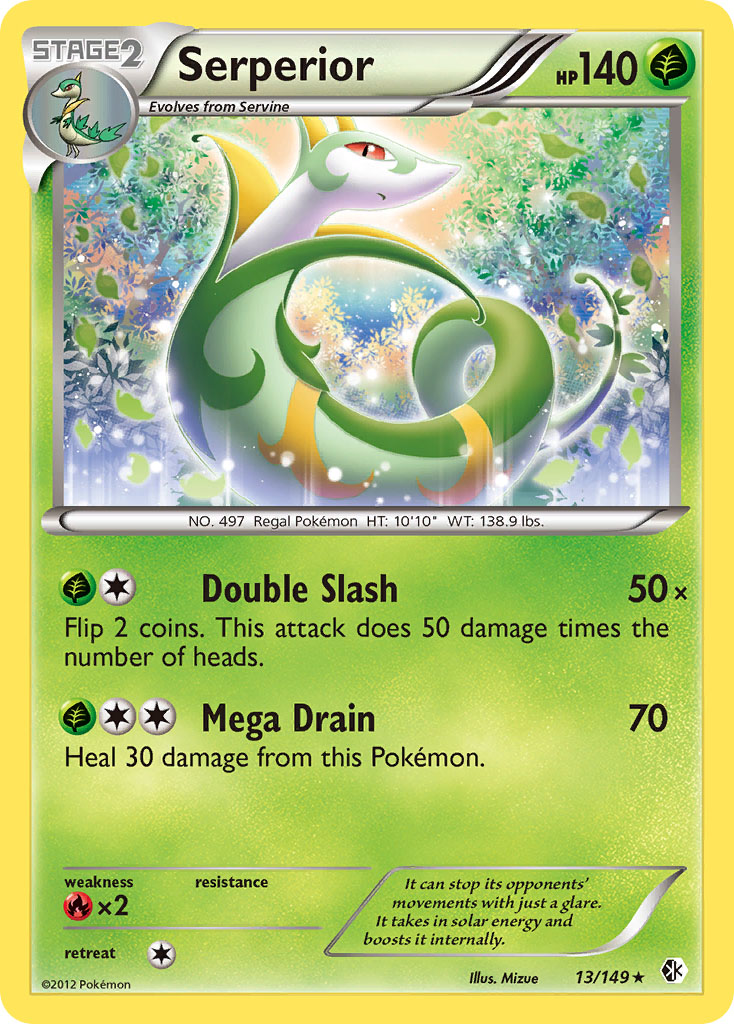 STAGE2
Serperior
HP140
Evolves from Servine
NO. 497 Regal Pokémon HT: 10'10" WT: 138.9 lbs.
Double Slash 50×
Flip 2 coins. This attack does 50 damage times the
number of heads.
Mega Drain 70
Heal 30 damage from this Pokémon.
weakness resistance
×2
retreat
It can stop its opponents'
movements with just a glare.
It takes in solar energy and
boosts it internally.
©2012 Pokémon
Illus. Mizue 13/149★